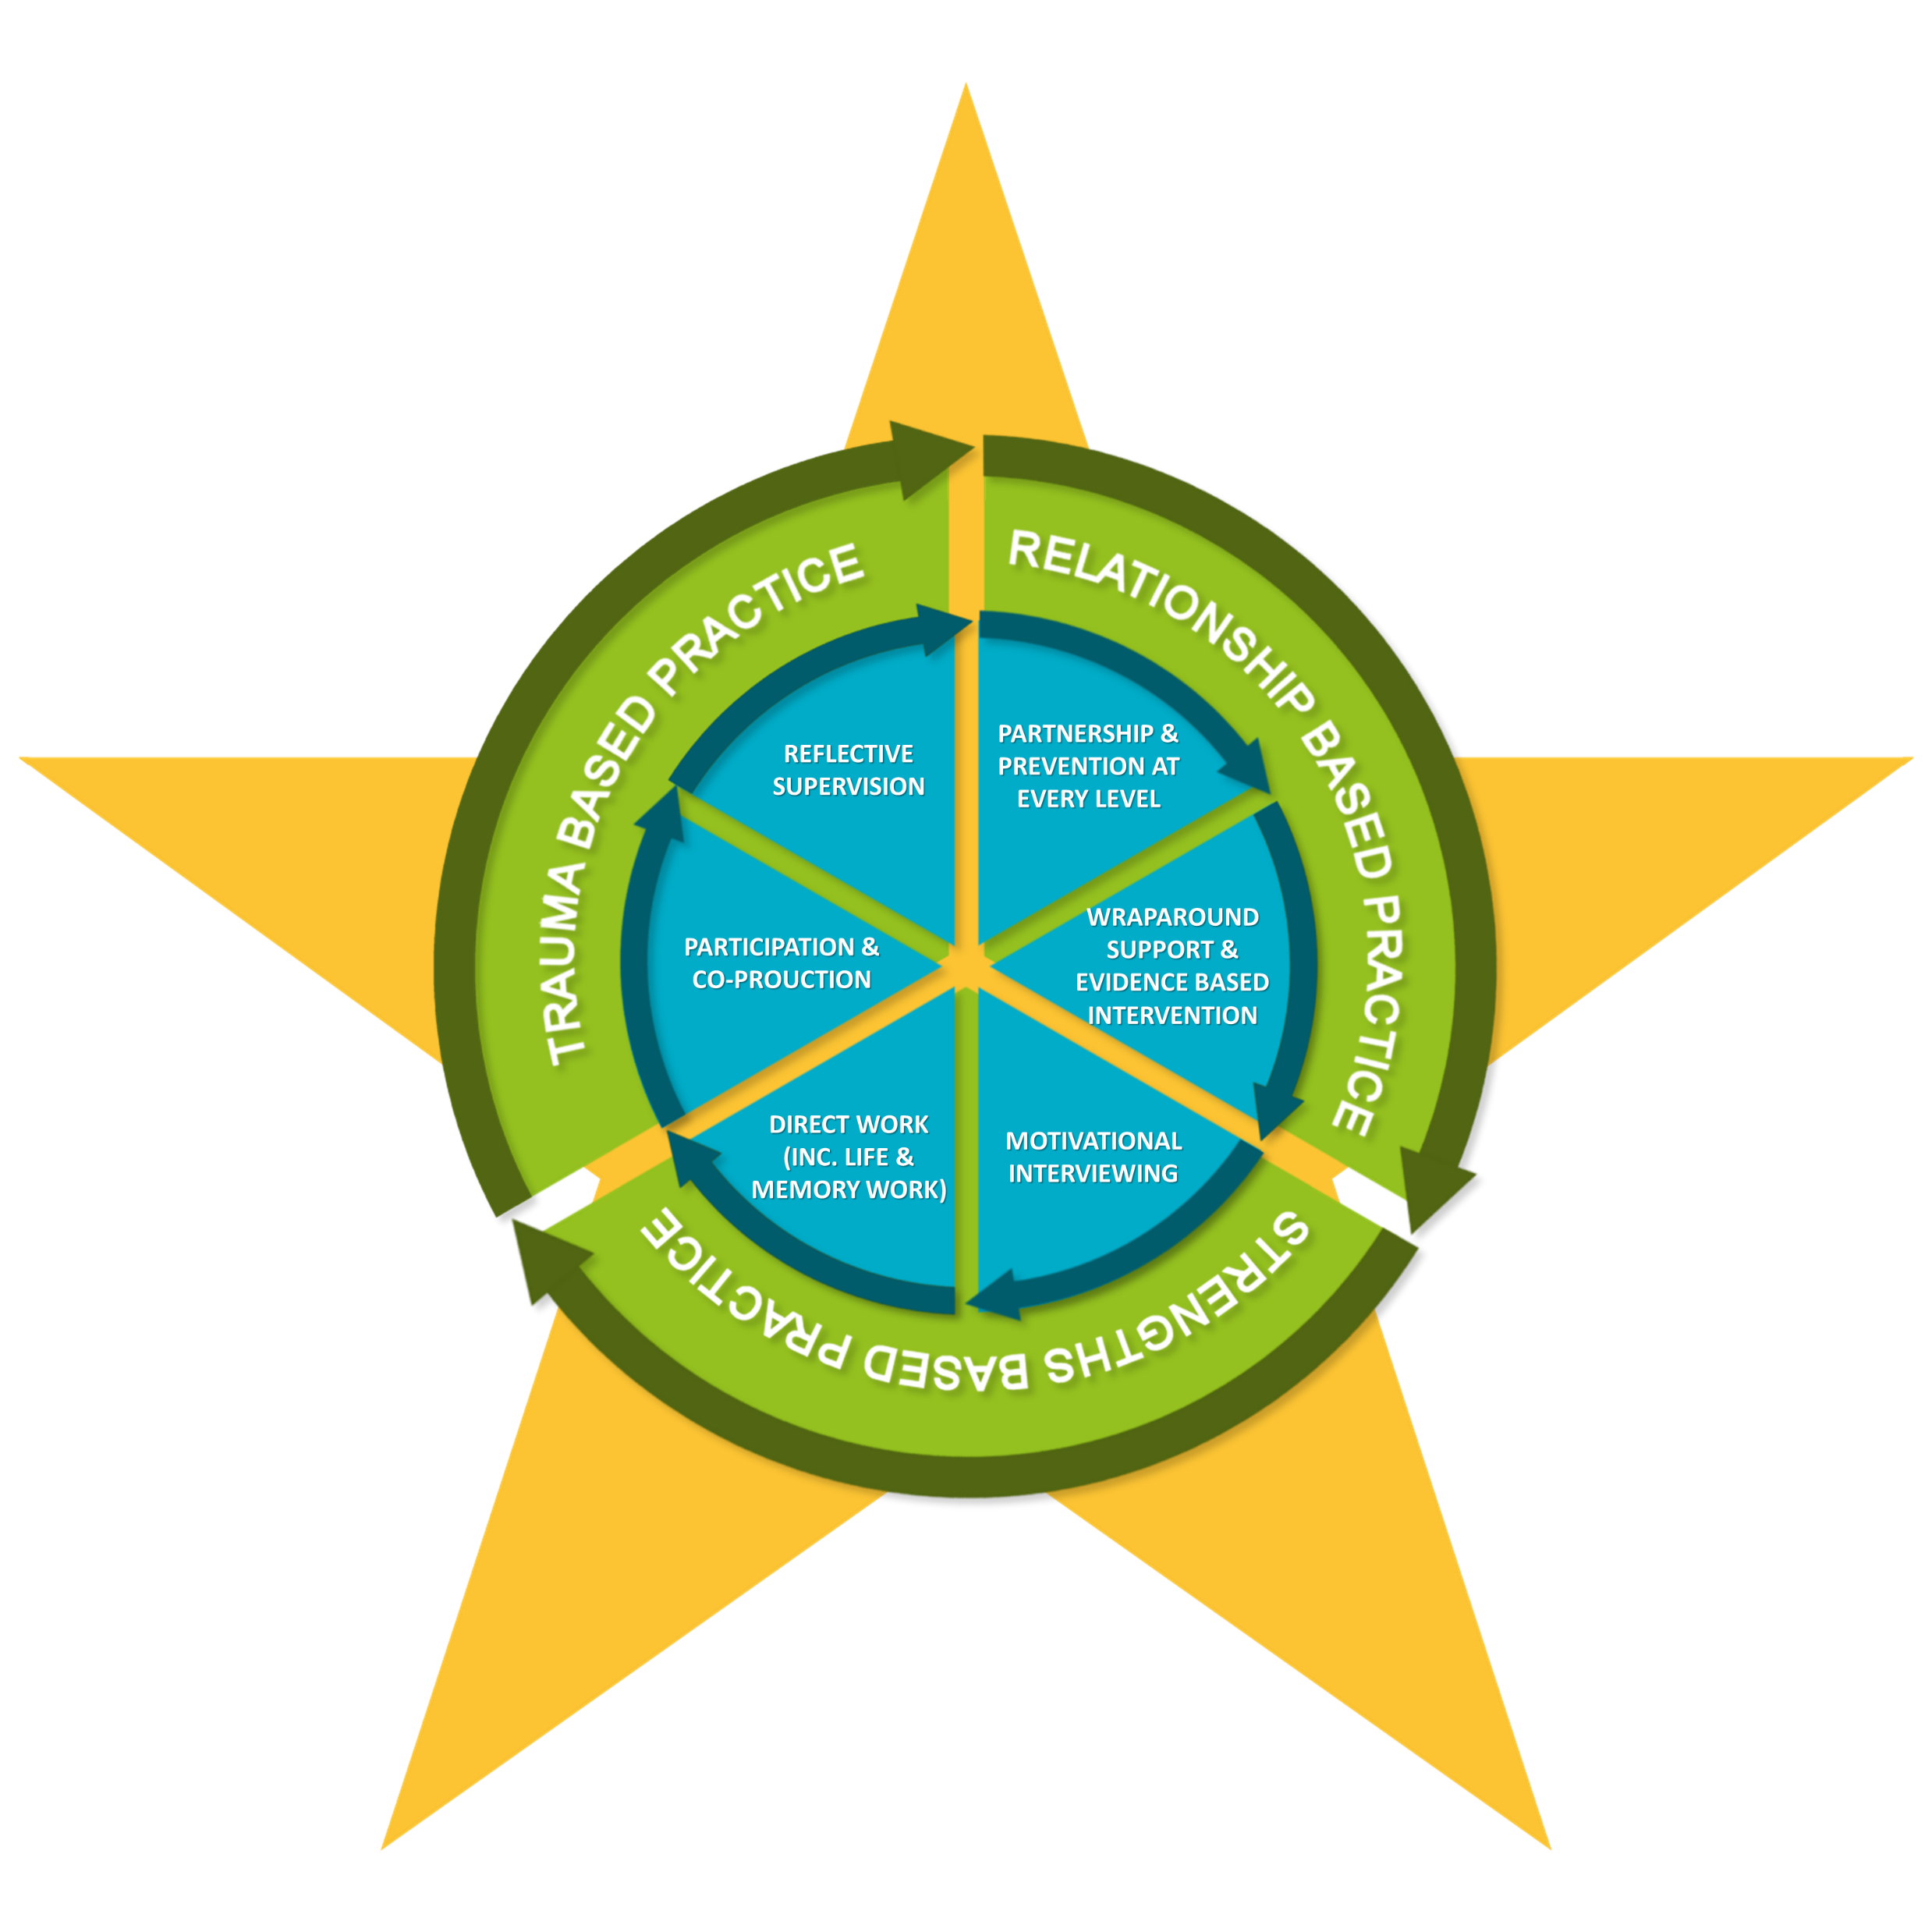 TRAUMA BASED PRACTICE
RELATIONSHIP BASED PRACTICE
STRENGTHS BASED PRACTICE
REFLECTIVE
SUPERVISION
PARTNERSHIP &
PREVENTION AT
EVERY LEVEL
WRAPAROUND
SUPPORT &
EVIDENCE BASED
INTERVENTION
MOTIVATIONAL
INTERVIEWING
DIRECT WORK
(INC. LIFE &
MEMORY WORK)
PARTICIPATION &
CO-PROUCTION